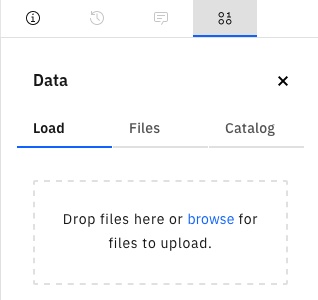 Data
Load Files Catalog
Drop files here or browse for
files to upload.